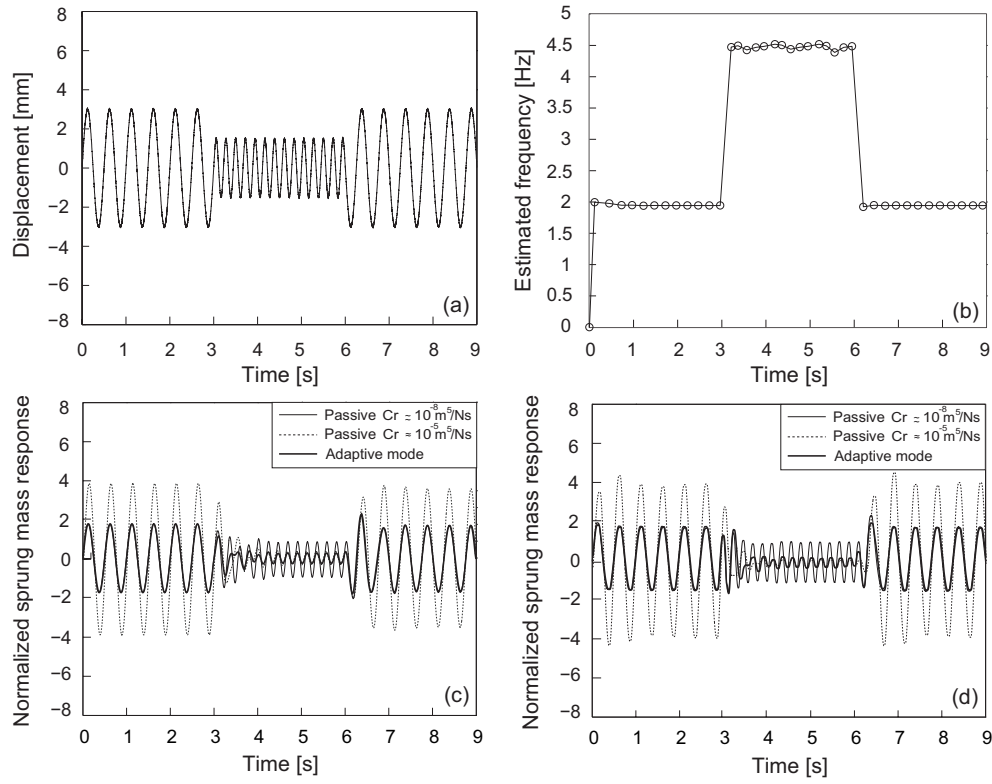 8
6
4
2
0
−2
−4
−6
−8
Displacement [mm]
0 1 2 3 4 5 6 7 8 9
Time [s]
(a)
5
4.5
4
3.5
3
2.5
2
1.5
1
0.5
0
Estimated frequency [Hz]
0 1 2 3 4 5 6 7 8 9
Time [s]
(b)
8
6
4
2
0
−2
−4
−6
−8
Normalized sprung mass response
Passive Cr ≃ 10⁻⁸m⁵/Ns
Passive Cr ≃ 10⁻⁵m⁵/Ns
Adaptive mode
0 1 2 3 4 5 6 7 8 9
Time [s]
(c)
8
6
4
2
0
−2
−4
−6
−8
Normalized sprung mass response
Passive Cr ≃ 10⁻⁸m⁵/Ns
Passive Cr ≃ 10⁻⁵m⁵/Ns
Adaptive mode
0 1 2 3 4 5 6 7 8 9
Time [s]
(d)